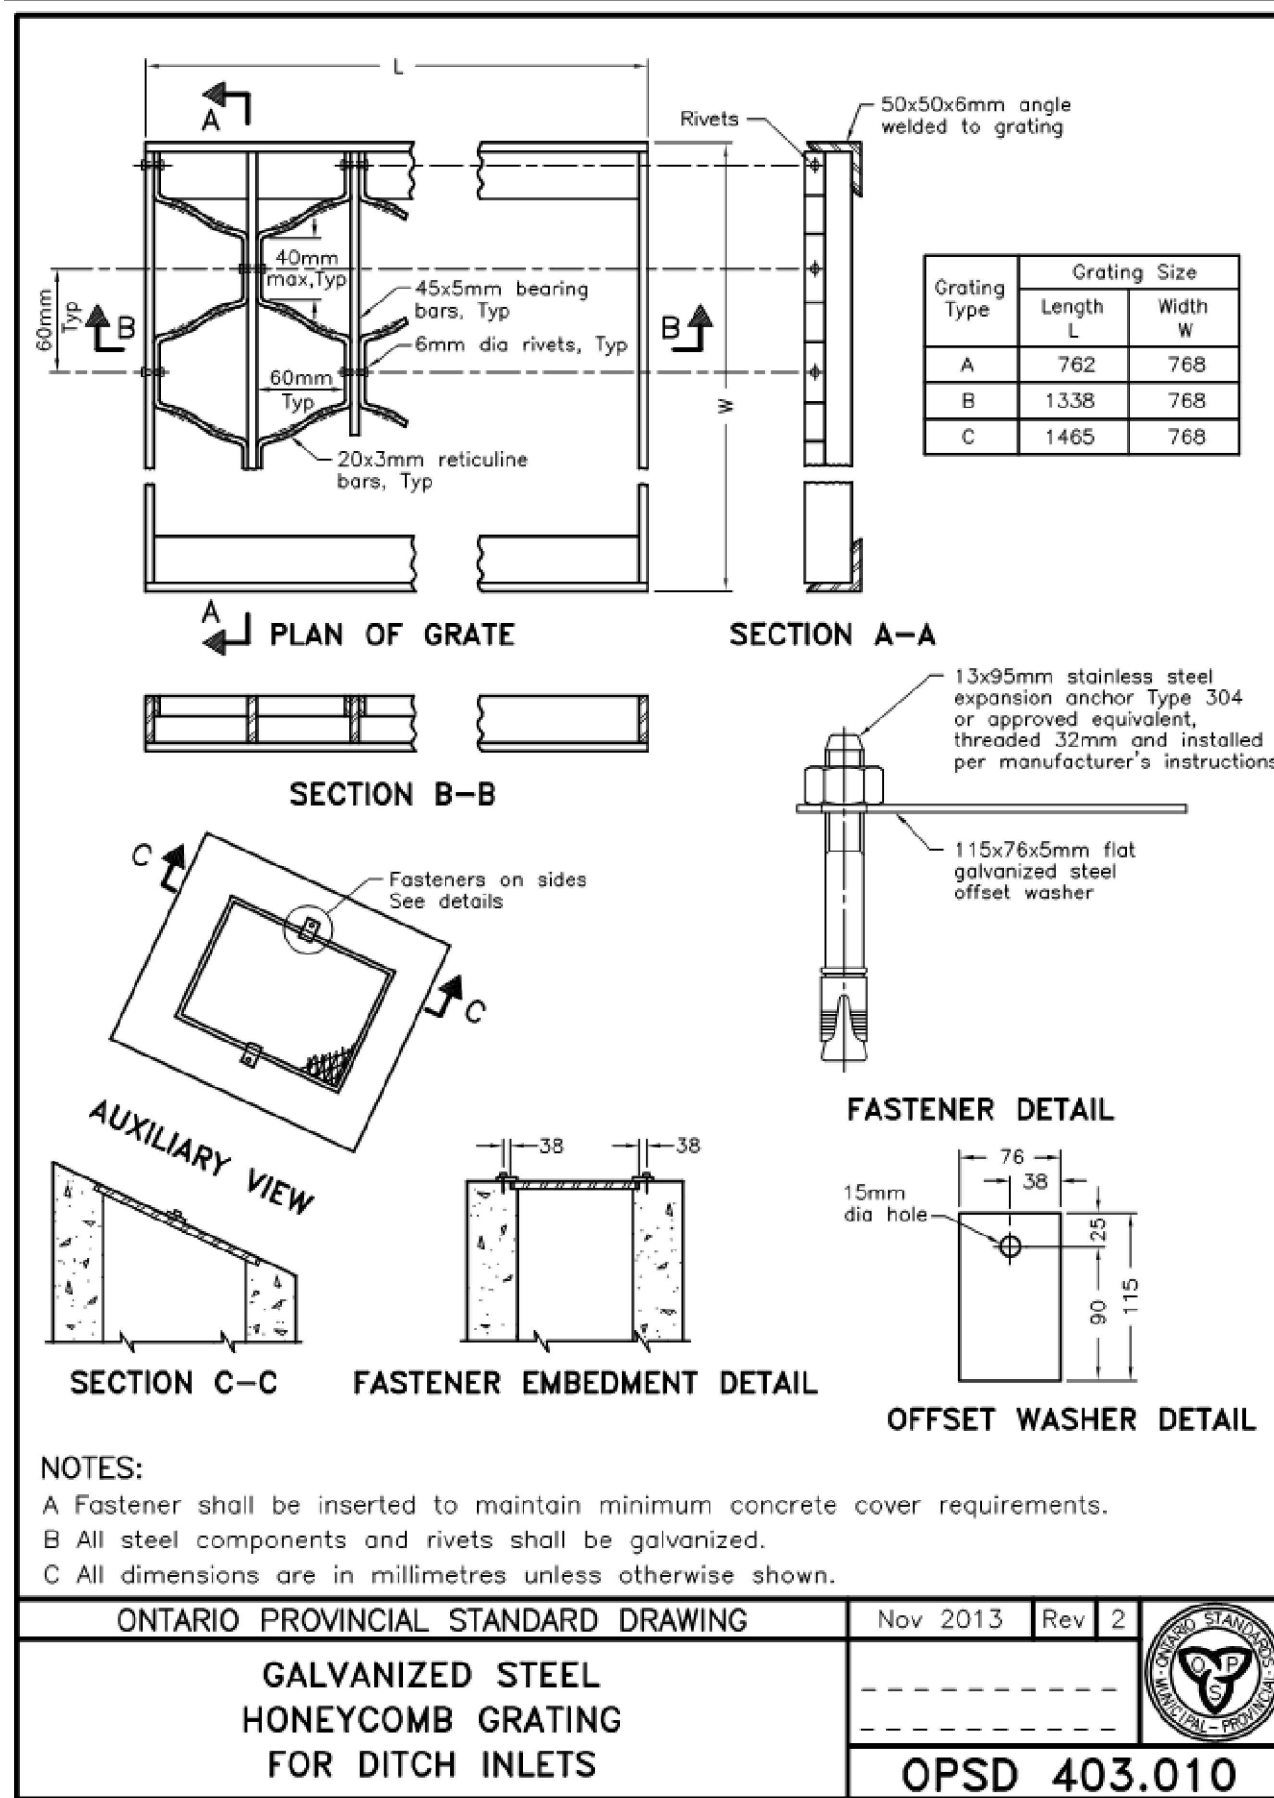 L
A
Rivets
50x50x6mm angle
welded to grating
40mm
max,Typ
60mm
Typ
B
45x5mm bearing
bars, Typ
B
6mm dia rivets, Typ
60mm
Typ
W
20x3mm reticuline
bars, Typ
Grating
Type
Grating Size
Length
L
Width
W
A 762 768
B 1338 768
C 1465 768
A
PLAN OF GRATE
SECTION A-A
SECTION B-B
13x95mm stainless steel
expansion anchor Type 304
or approved equivalent,
threaded 32mm and installed
per manufacturer's instructions
115x76x5mm flat
galvanized steel
offset washer
C
Fasteners on sides
See details
C
AUXILIARY VIEW
FASTENER DETAIL
38
38
76
38
15mm
dia hole
25
90
115
SECTION C-C
FASTENER EMBEDMENT DETAIL
OFFSET WASHER DETAIL
NOTES:
A Fastener shall be inserted to maintain minimum concrete cover requirements.
B All steel components and rivets shall be galvanized.
C All dimensions are in millimetres unless otherwise shown.
ONTARIO PROVINCIAL STANDARD DRAWING
Nov 2013 Rev 2
GALVANIZED STEEL
HONEYCOMB GRATING
FOR DITCH INLETS
ONTARIO STANDARDS
MUNICIPAL-PROVINCIAL
O P
S
OPSD 403.010